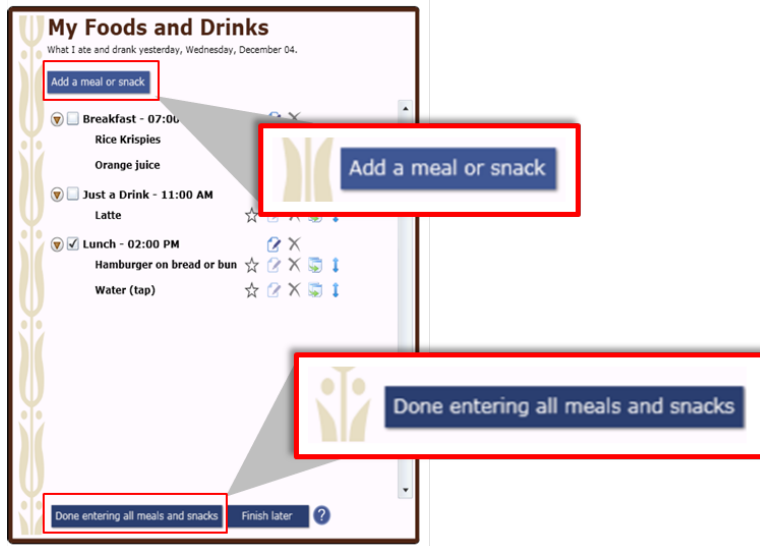 My Foods and Drinks
What I ate and drank yesterday, Wednesday, December 04.
Add a meal or snack
Breakfast - 07:00
Rice Krispies
Add a meal or snack
Orange juice
Just a Drink - 11:00 AM
Latte
Lunch - 02:00 PM
Hamburger on bread or bun
Water (tap)
Done entering all meals and snacks
Done entering all meals and snacks Finish later ?